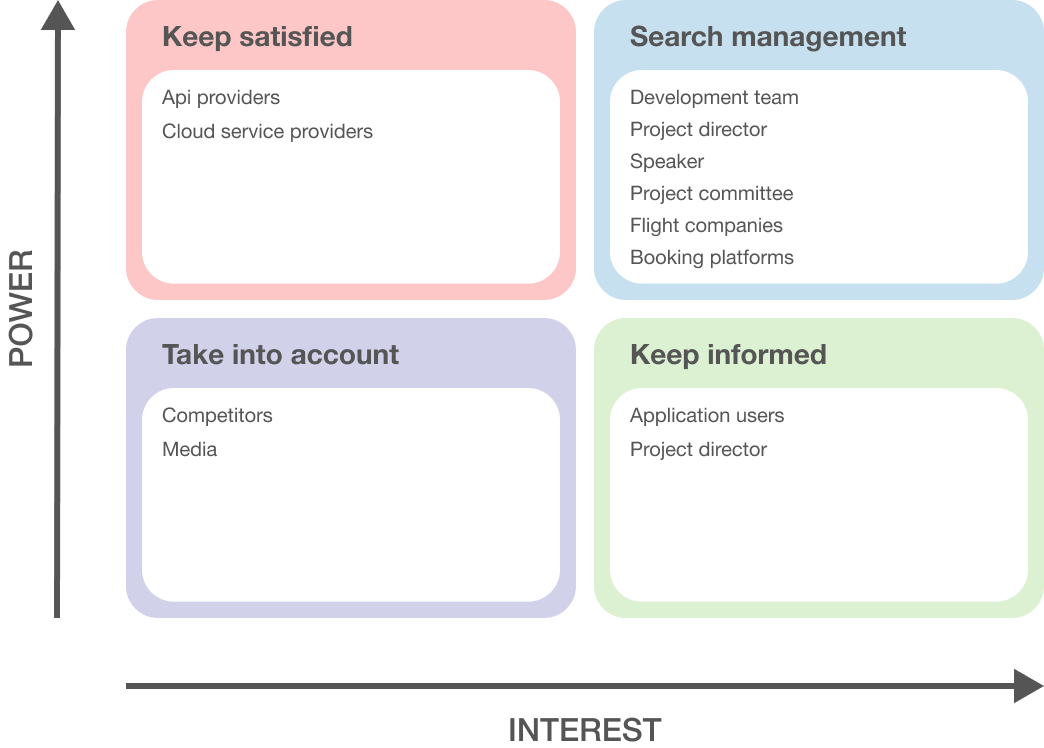 POWER
Keep satisfied
Api providers
Cloud service providers
Search management
Development team
Project director
Speaker
Project committee
Flight companies
Booking platforms
Take into account
Competitors
Media
Keep informed
Application users
Project director
INTEREST